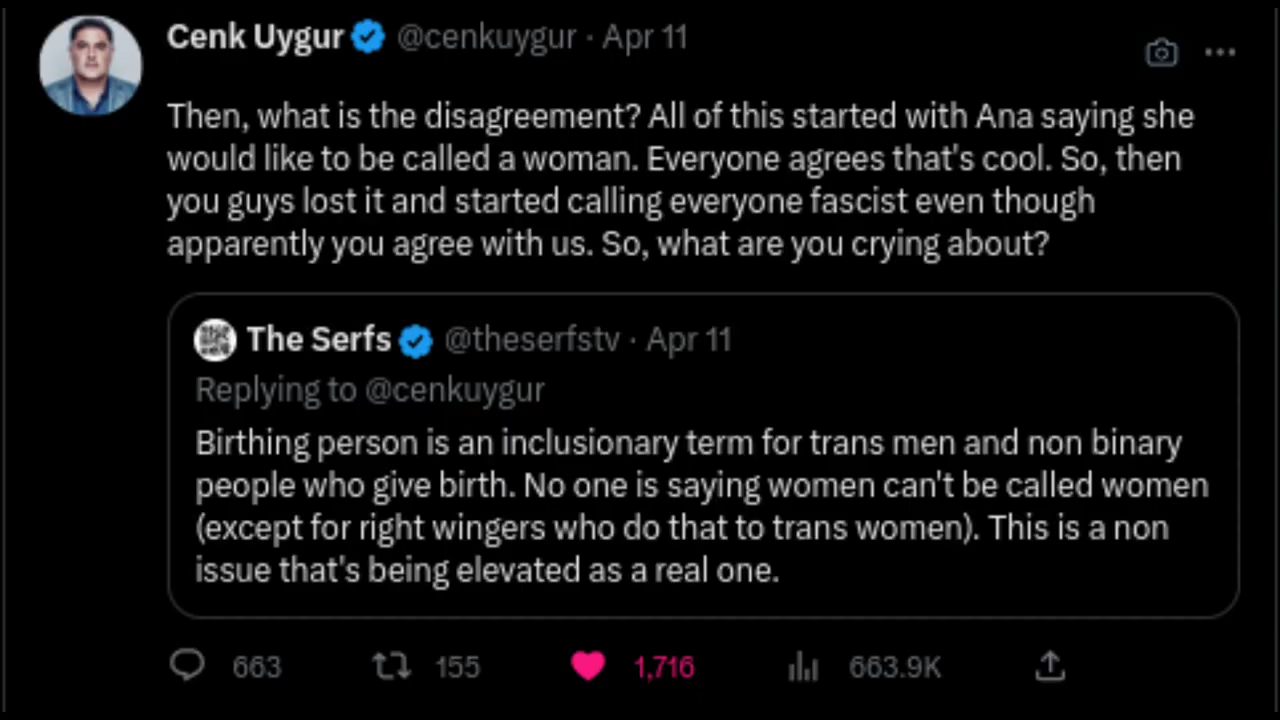 Cenk Uygur @cenkuygur · Apr 11
Then, what is the disagreement? All of this started with Ana saying she
would like to be called a woman. Everyone agrees that's cool. So, then
you guys lost it and started calling everyone fascist even though
apparently you agree with us. So, what are you crying about?
The Serfs @theserfstv · Apr 11
Replying to @cenkuygur
Birthing person is an inclusionary term for trans men and non binary
people who give birth. No one is saying women can't be called women
(except for right wingers who do that to trans women). This is a non
issue that's being elevated as a real one.
663 155 1,716 663.9K